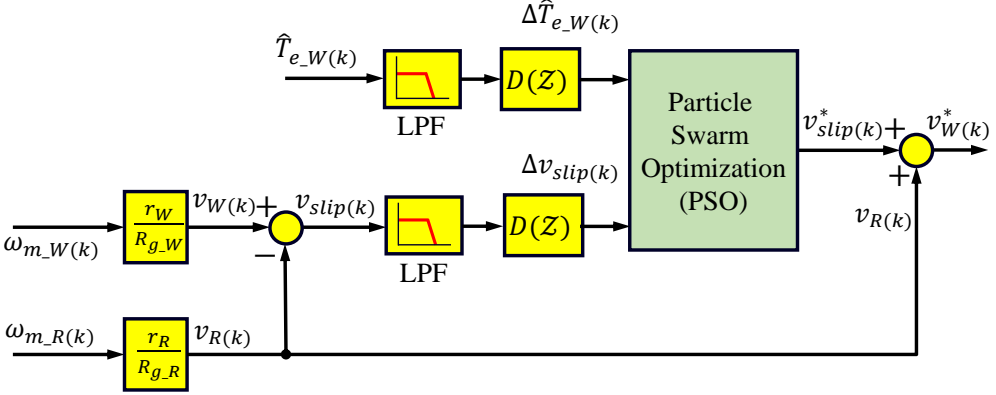 ΔT̂e_W(k)
T̂e_W(k)
D(Z)
LPF
Particle
Swarm
Optimization
(PSO)
v*slip(k)
+
v*W(k)
+
vR(k)
Δvslip(k)
ωm_W(k)
rW
Rg_W
vW(k)
+
−
vslip(k)
D(Z)
LPF
ωm_R(k)
rR
Rg_R
vR(k)